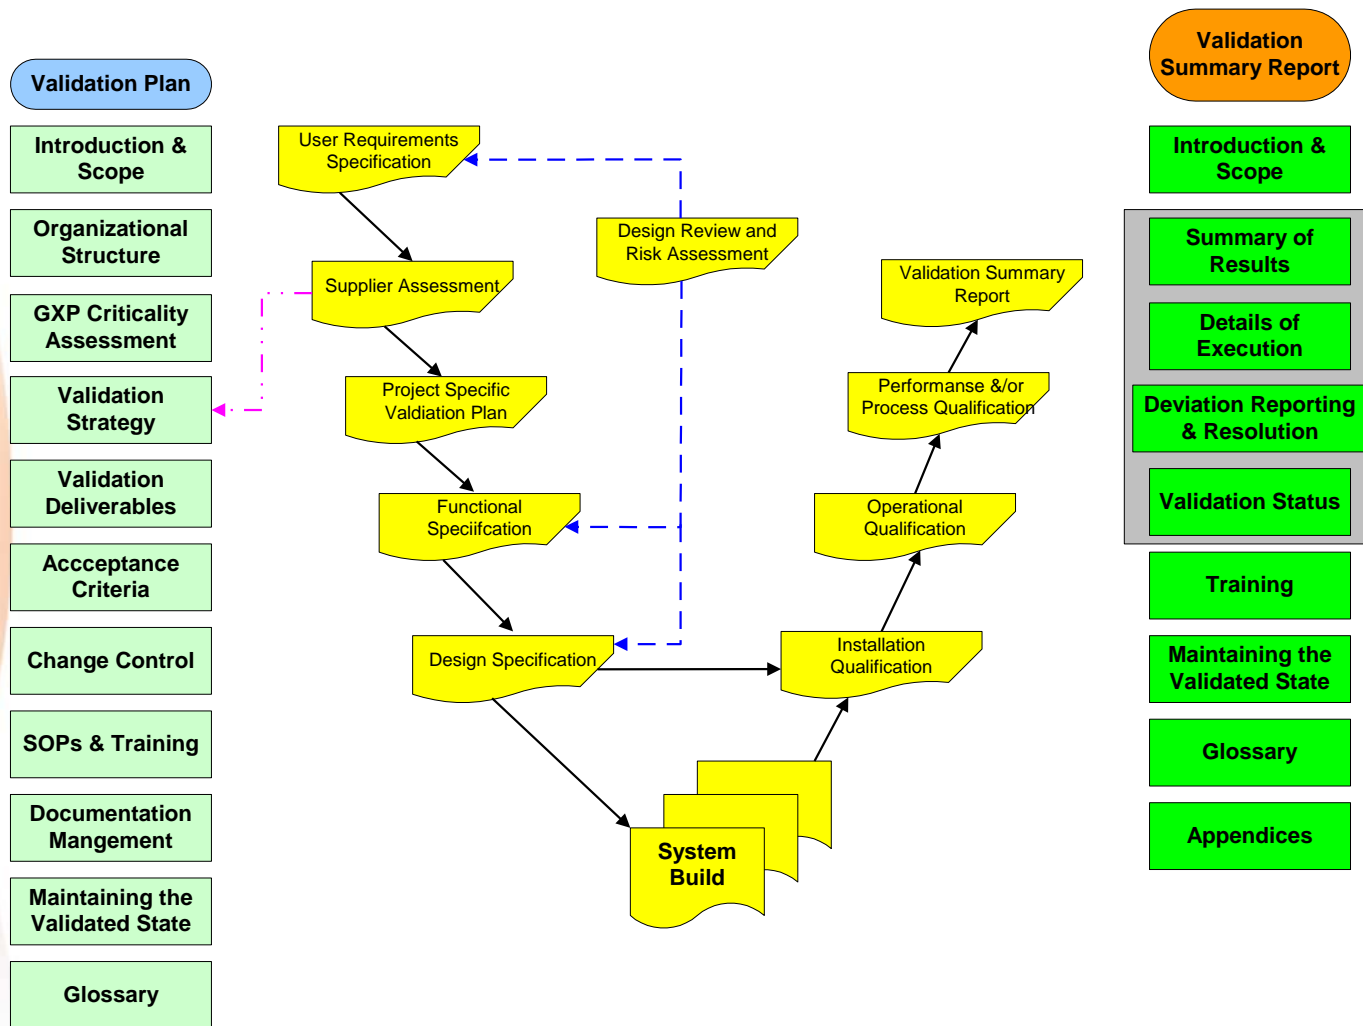 Validation Plan
Introduction &
Scope
Organizational
Structure
GXP Criticality
Assessment
Validation
Strategy
Validation
Deliverables
Accceptance
Criteria
Change Control
SOPs & Training
Documentation
Mangement
Maintaining the
Validated State
Glossary
User Requirements
Specification
Supplier Assessment
Project Specific
Valdiation Plan
Functional
Speciifcation
Design Specification
Design Review and
Risk Assessment
System
Build
Validation Summary
Report
Performanse &/or
Process Qualification
Operational
Qualification
Installation
Qualification
Validation
Summary Report
Introduction &
Scope
Summary of
Results
Details of
Execution
Deviation Reporting
& Resolution
Validation Status
Training
Maintaining the
Validated State
Glossary
Appendices